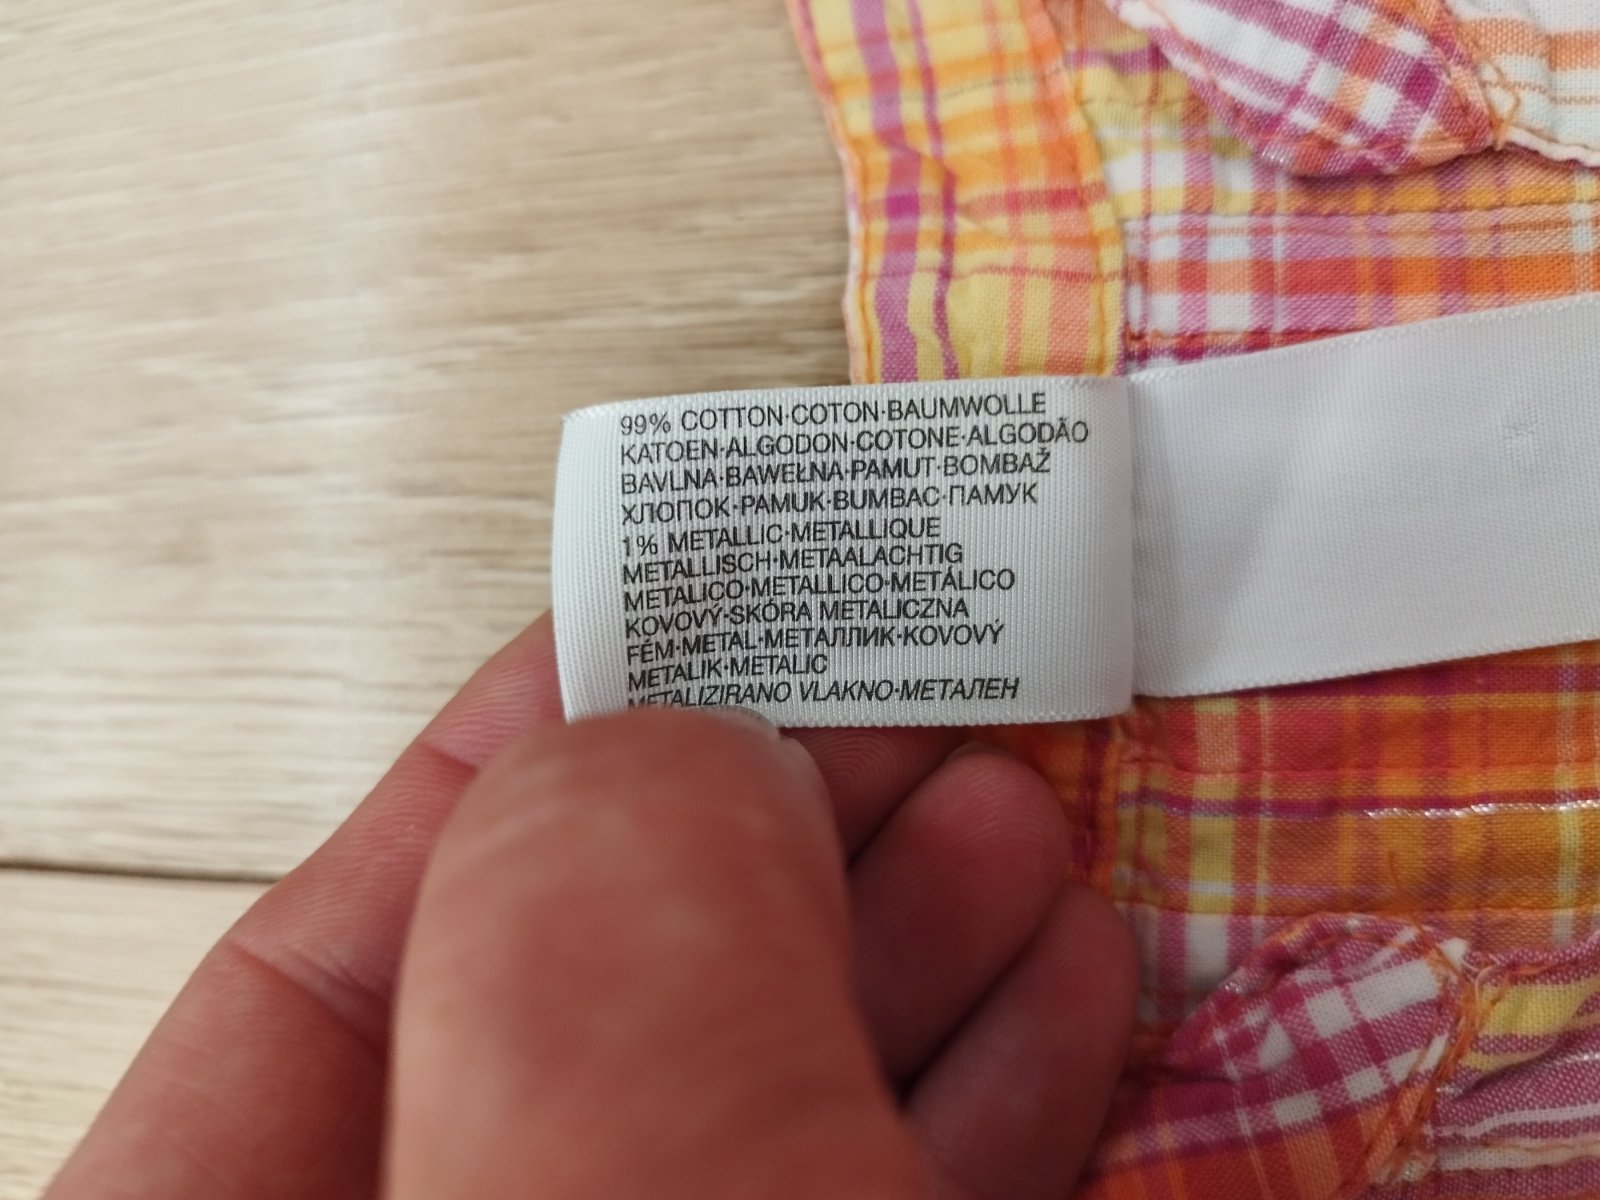 99% COTTON·COTON·BAUMWOLLE
KATOEN·ALGODON·COTONE·ALGODÃO
BAVLNA·BAWEŁNA·PAMUT·BOMBAŽ
ХЛОПОК·PAMUK·BUMBAC·ПАМУК
1% METALLIC·METALLIQUE
METALLISCH·METAALACHTIG
METALICO·METALLICO·METÁLICO
KOVOVÝ·SKÓRA METALICZNA
FÉM·METAL·МЕТАЛЛИК·KOVOVÝ
METALIK·METALIC
METALIZIRANO VLAKNO·МЕТАЛЕН